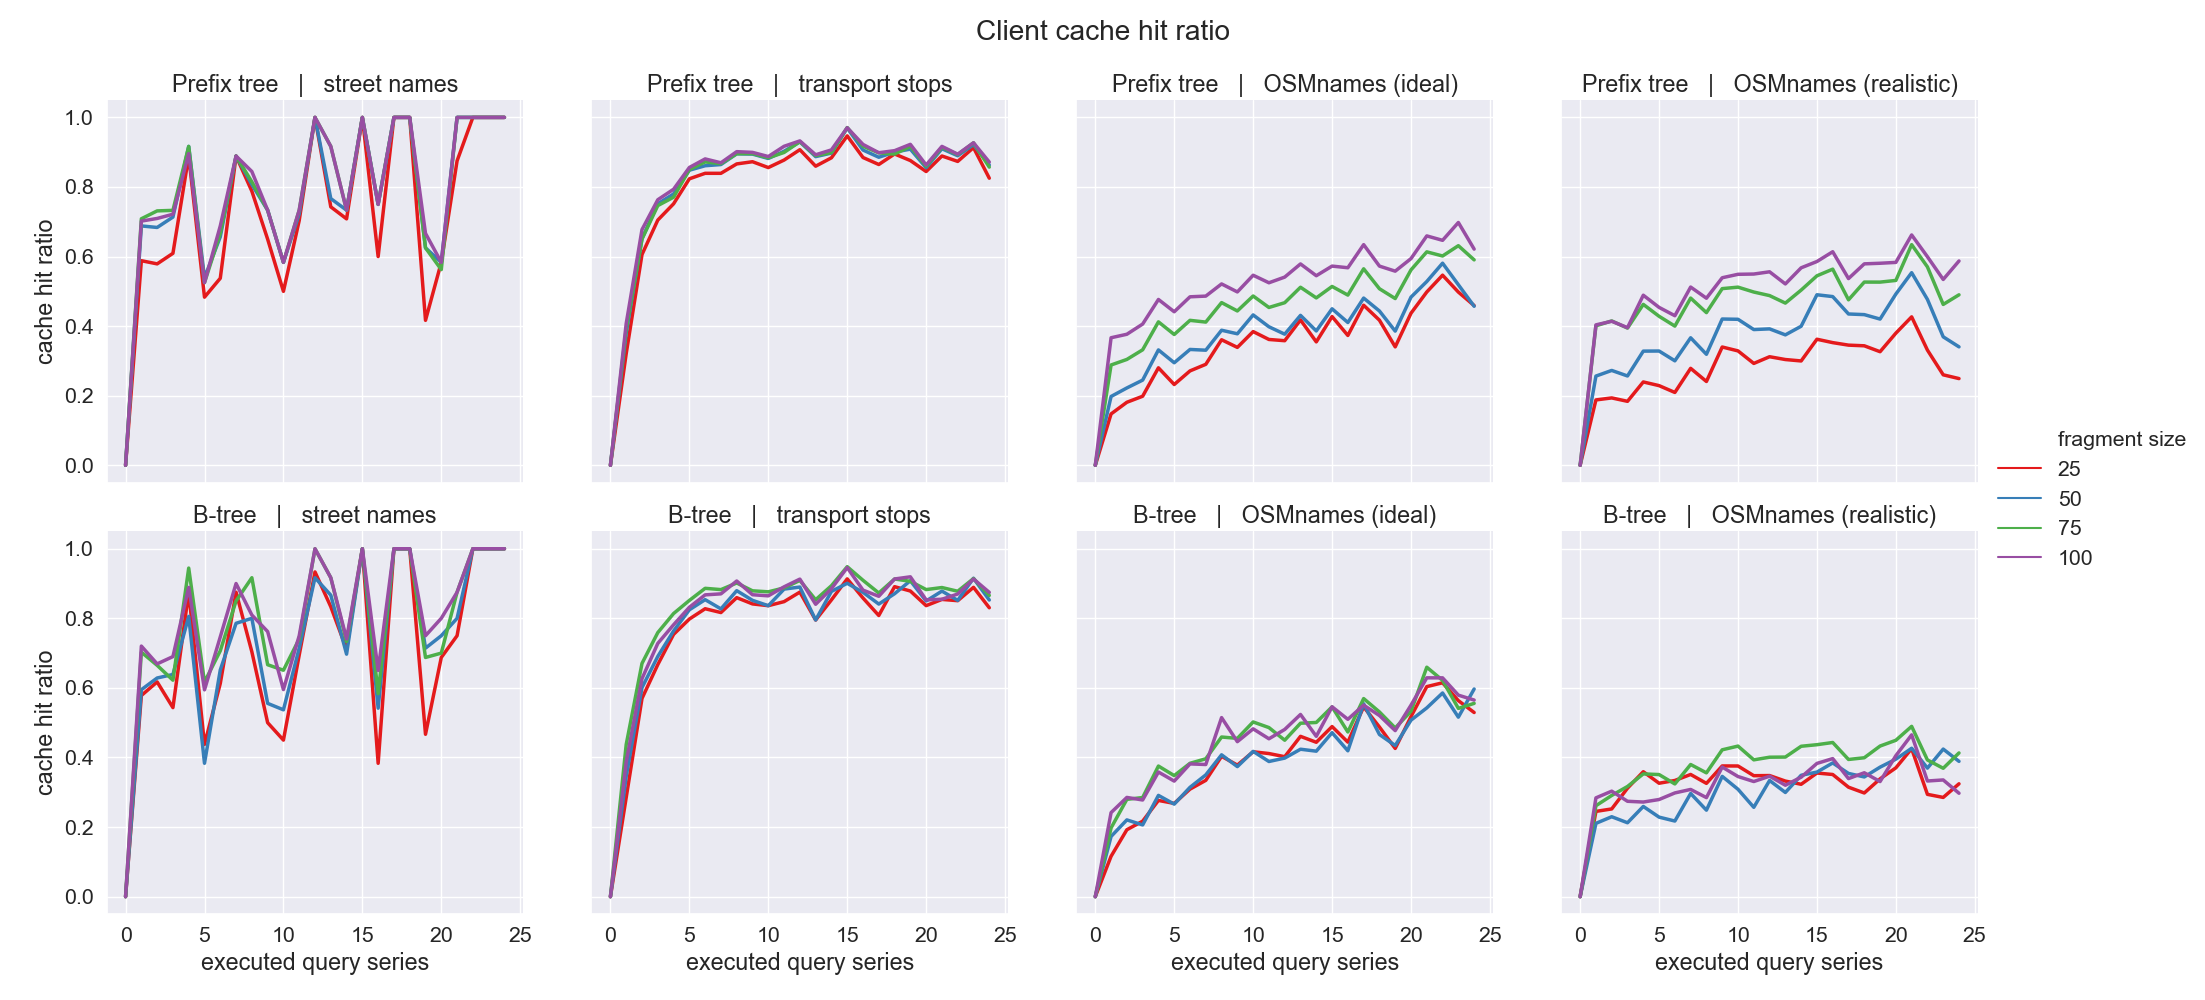 Client cache hit ratio
Prefix tree | street names
Prefix tree | transport stops
Prefix tree | OSMnames (ideal)
Prefix tree | OSMnames (realistic)
1.0
0.8
0.6
0.4
0.2
0.0
cache hit ratio
B-tree | street names
B-tree | transport stops
B-tree | OSMnames (ideal)
B-tree | OSMnames (realistic)
1.0
0.8
0.6
0.4
0.2
0.0
cache hit ratio
0 5 10 15 20 25
executed query series
0 5 10 15 20 25
executed query series
0 5 10 15 20 25
executed query series
0 5 10 15 20 25
executed query series
fragment size
25
50
75
100